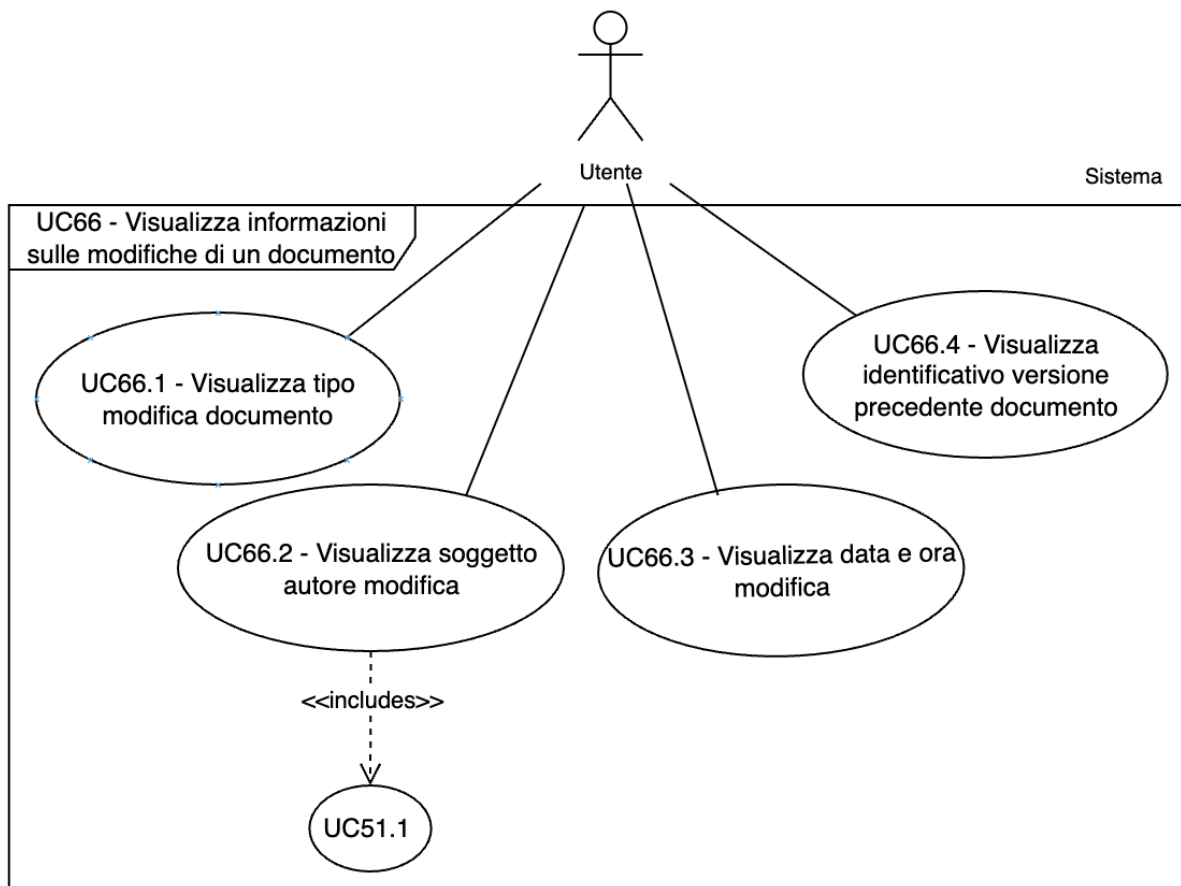 Utente
Sistema
UC66 - Visualizza informazioni
sulle modifiche di un documento
UC66.1 - Visualizza tipo
modifica documento
UC66.4 - Visualizza
identificativo versione
precedente documento
UC66.2 - Visualizza soggetto
autore modifica
UC66.3 - Visualizza data e ora
modifica
<<includes>>
UC51.1